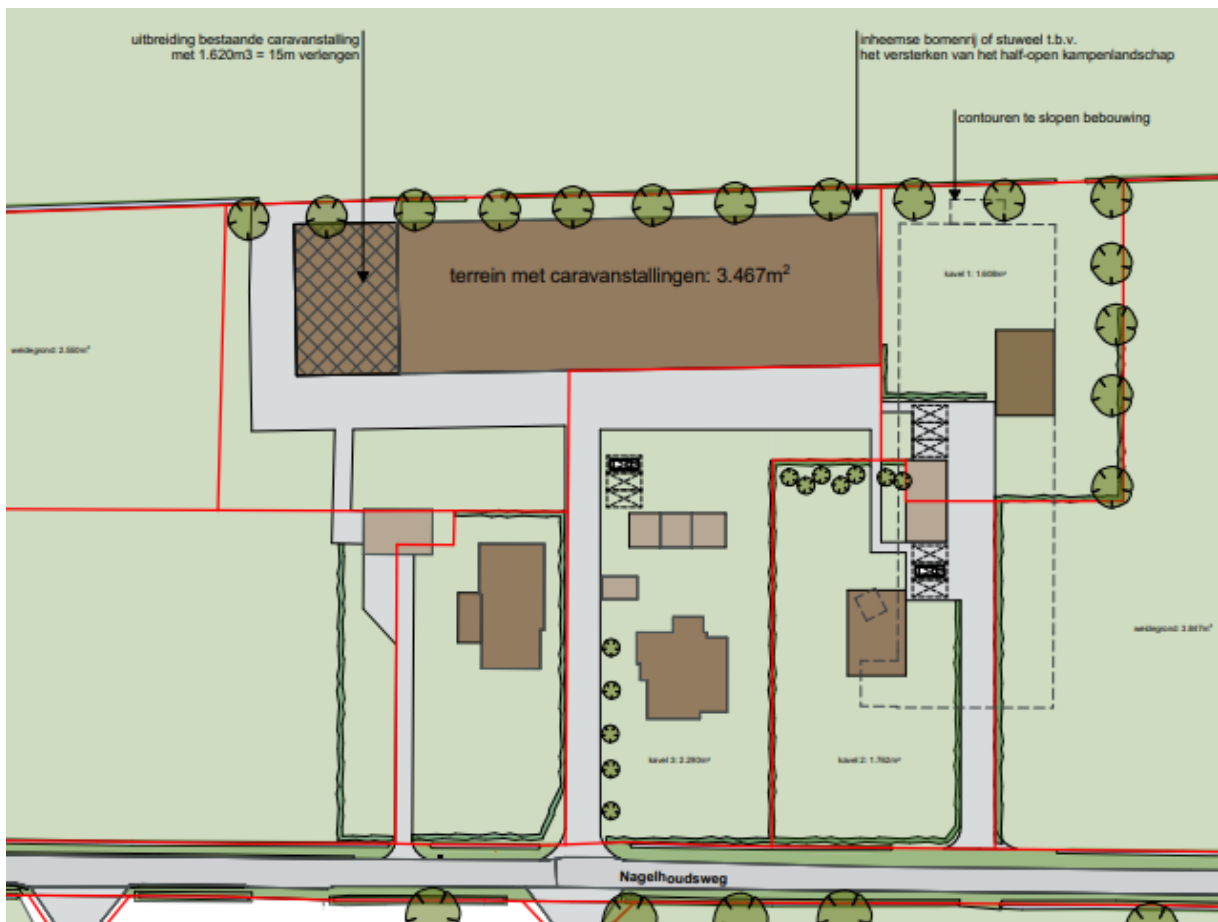 uitbreiding bestaande caravanstalling
met 1.620m3 = 15m verlengen
inheemse bomenrij of stuweel t.b.v.
het versterken van het half-open kampenlandschap
contouren te slopen bebouwing
terrein met caravanstallingen: 3.467m²
kavel 1: 1.608m²
weidegrond: 2.550m²
weidegrond: 3.847m²
kavel 3: 2.293m²
kavel 2: 1.762m²
Nagelhoudsweg